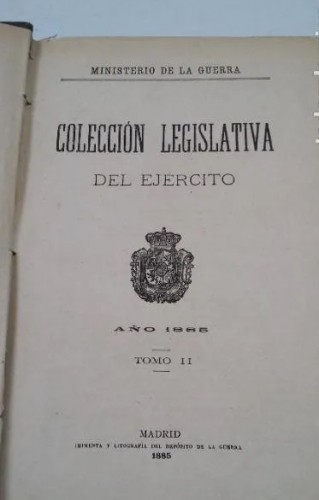 MINISTERIO DE LA GUERRA
COLECCIÓN LEGISLATIVA
DEL EJERCITO
AÑO 1885
TOMO II
MADRID
IMPRENTA Y LITOGRAFÍA DEL DEPÓSITO DE LA GUERRA
1885